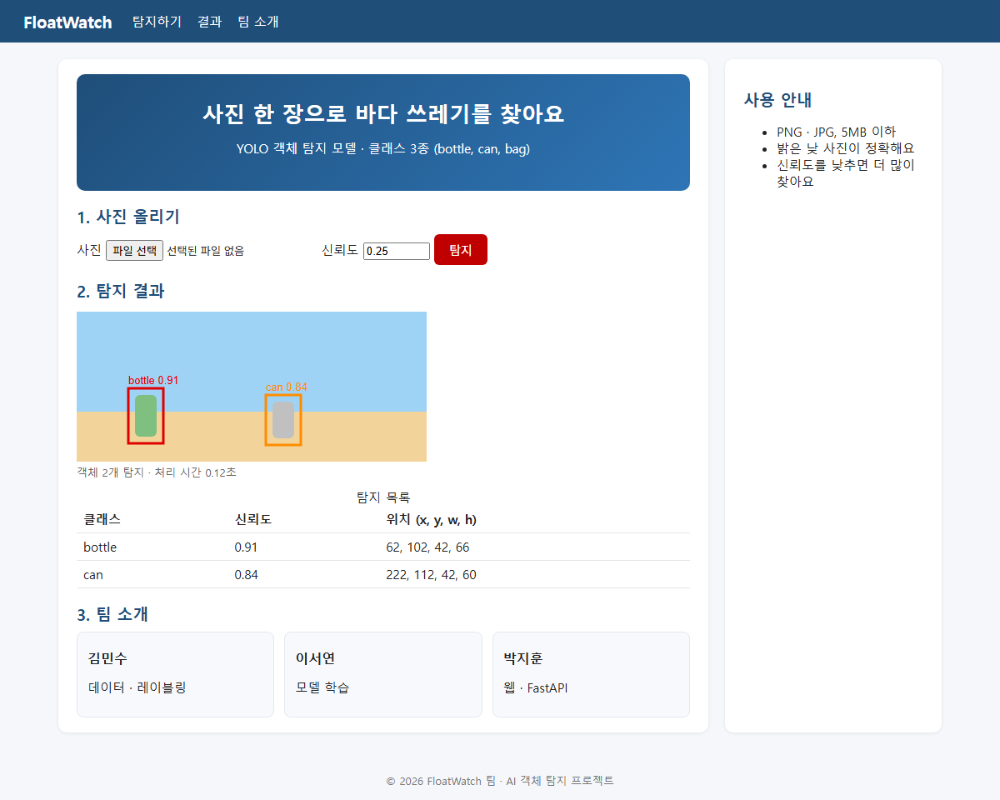 FloatWatch 탐지하기 결과 팀 소개
사진 한 장으로 바다 쓰레기를 찾아요
YOLO 객체 탐지 모델 · 클래스 3종 (bottle, can, bag)
1. 사진 올리기
사진 파일 선택 선택된 파일 없음 신뢰도 0.25 탐지
2. 탐지 결과
bottle 0.91
can 0.84
객체 2개 탐지 · 처리 시간 0.12초
탐지 목록
클래스 신뢰도 위치 (x, y, w, h)
bottle 0.91 62, 102, 42, 66
can 0.84 222, 112, 42, 60
3. 팀 소개
김민수
데이터 · 레이블링
이서연
모델 학습
박지훈
웹 · FastAPI
사용 안내
PNG · JPG, 5MB 이하
밝은 낮 사진이 정확해요
신뢰도를 낮추면 더 많이
찾아요
© 2026 FloatWatch 팀 · AI 객체 탐지 프로젝트